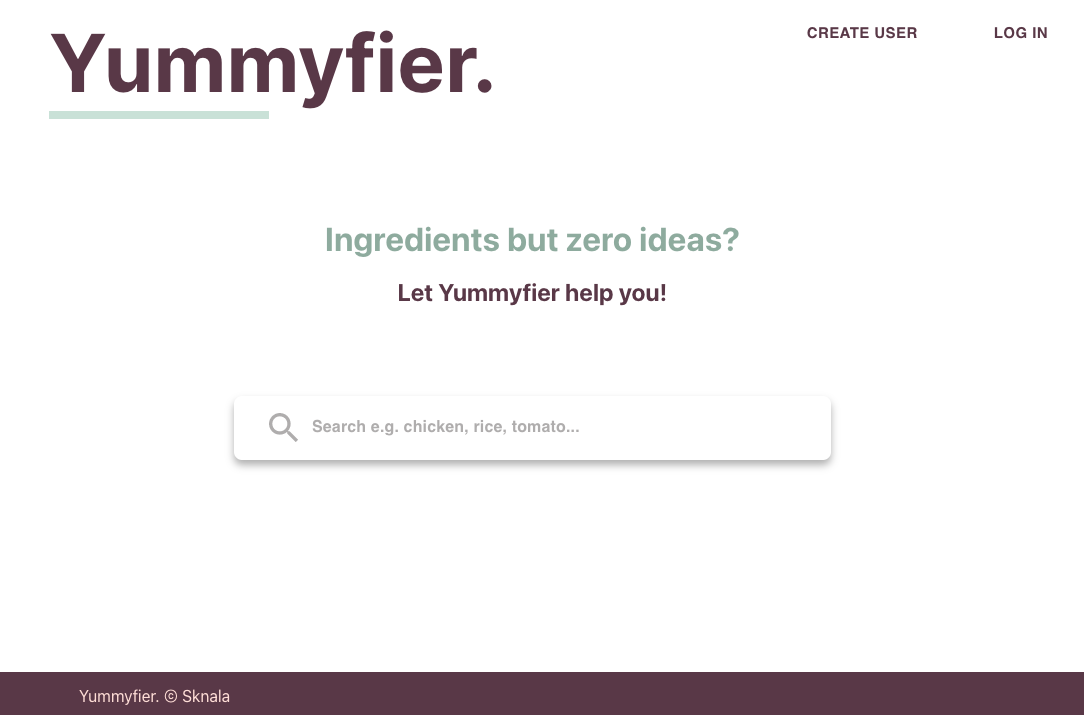 Yummyfier.
CREATE USER
LOG IN
Ingredients but zero ideas?
Let Yummyfier help you!
Search e.g. chicken, rice, tomato...
Yummyfier. © Sknala